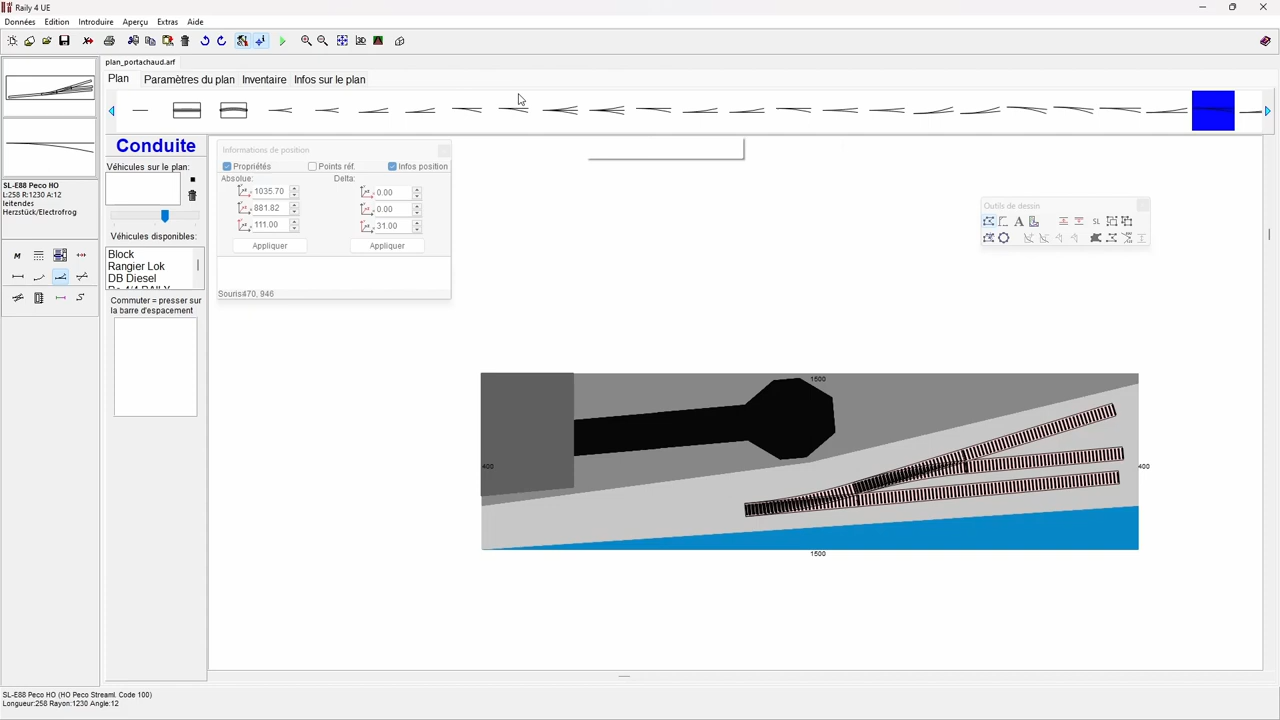 Raily 4 UE
Données Edition Introduire Aperçu Extras Aide
plan_portachaud.arf
Plan Paramètres du plan Inventaire Infos sur le plan
Conduite
Véhicules sur le plan:
Véhicules disponibles:
Block
Rangier Lok
DB Diesel
Commuter = presser sur
la barre d'espacement
SL-E88 Peco HO
L:258 R:1230 A:12
leitendes
Herzstück/Electrofrog
M
Informations de position
Propriétés Points réf. Infos position
Absolue: Delta:
1035.70 0.00
881.82 0.00
111.00 31.00
Appliquer Appliquer
Souris470, 946
Outils de dessin
A SL
1500
400 400
1500
SL-E88 Peco HO (HO Peco Streaml. Code 100)
Longueur:258 Rayon:1230 Angle:12